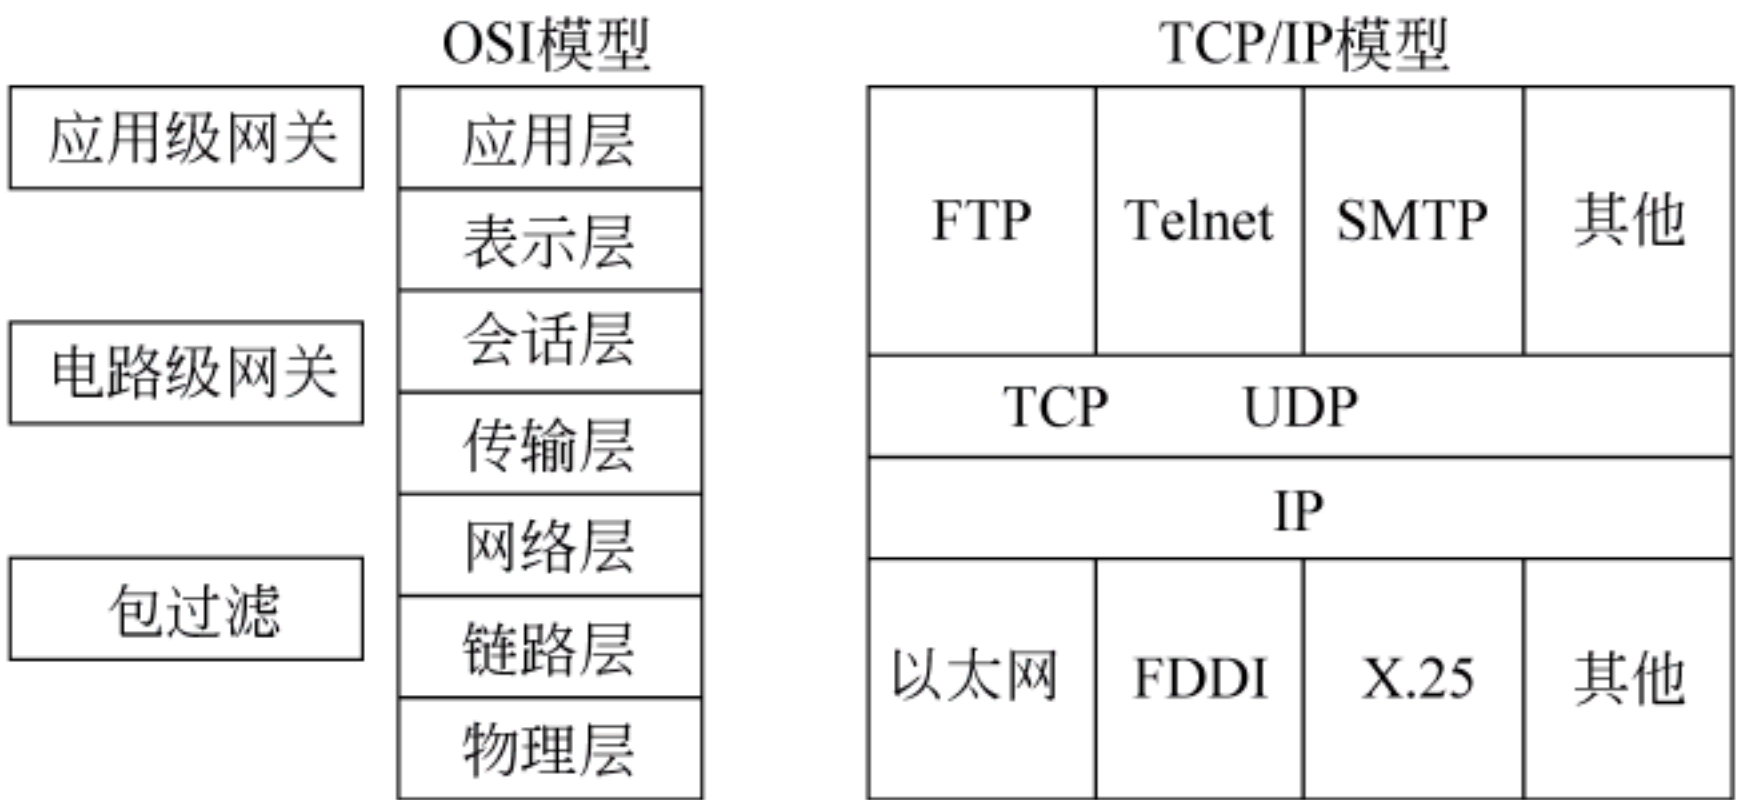 OSI模型
TCP/IP模型
应用级网关
电路级网关
包过滤
应用层
表示层
会话层
传输层
网络层
链路层
物理层
FTP
Telnet
SMTP
其他
TCP UDP
IP
以太网
FDDI
X.25
其他